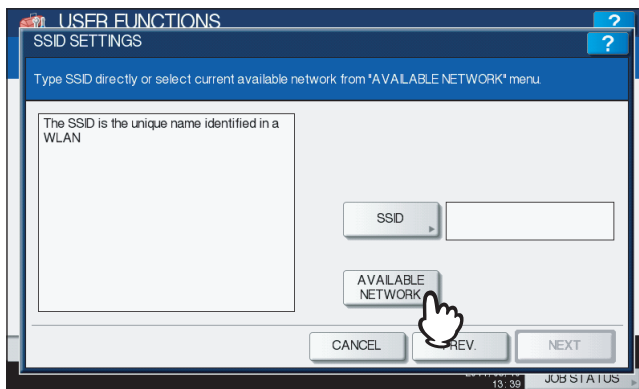 USER FUNCTIONS
?
SSID SETTINGS
?
Type SSID directly or select current available network from "AVAILABLE NETWORK" menu.
The SSID is the unique name identified in a
WLAN
SSID
AVAILABLE
NETWORK
CANCEL
PREV.
NEXT
13:39
JOB STATUS